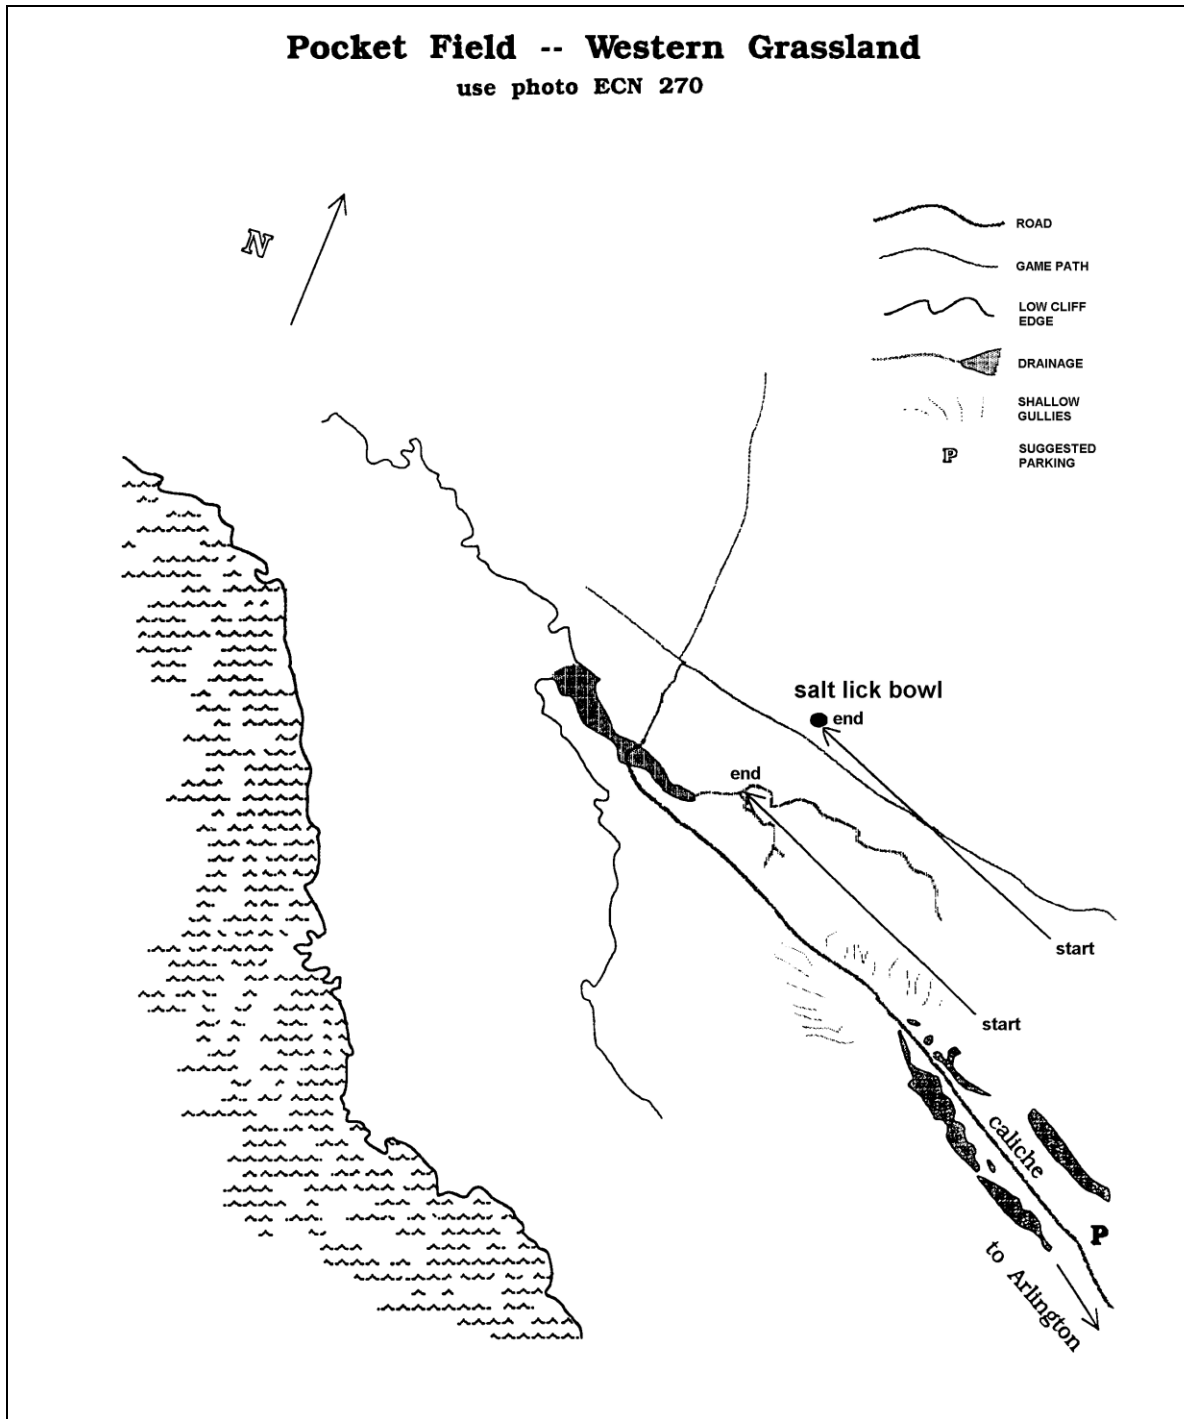 Pocket Field -- Western Grassland
use photo ECN 270
N
ROAD
GAME PATH
LOW CLIFF
EDGE
DRAINAGE
SHALLOW
GULLIES
P
SUGGESTED
PARKING
salt lick bowl
end
end
start
start
caliche
P
to Arlington